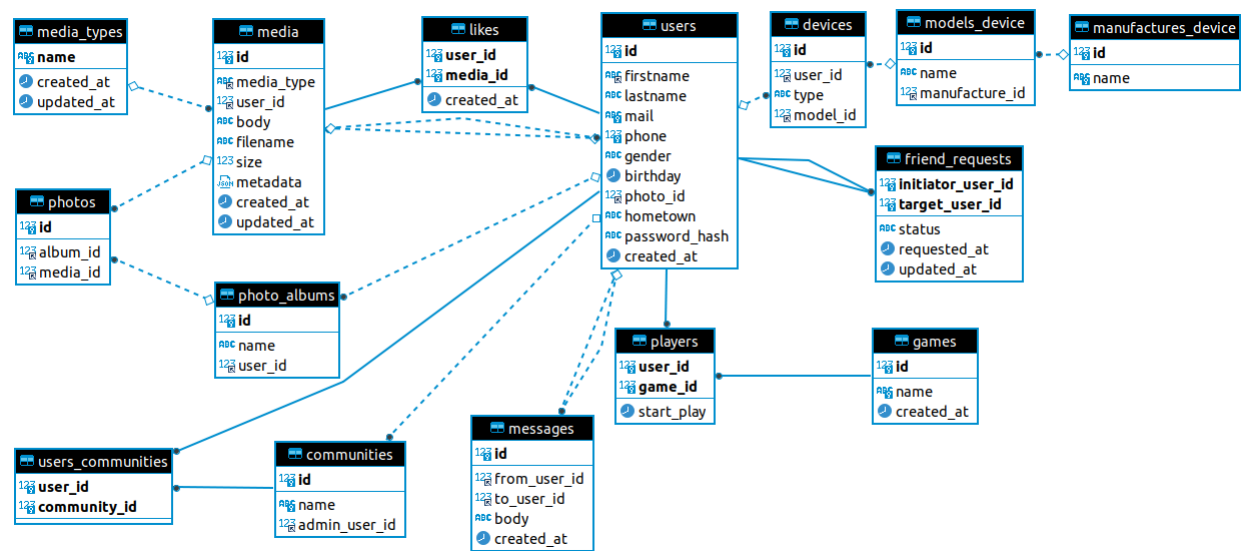 media_types
name
created_at
updated_at
media
id
media_type
user_id
body
filename
size
metadata
created_at
updated_at
likes
user_id
media_id
created_at
users
id
firstname
lastname
mail
phone
gender
birthday
photo_id
hometown
password_hash
created_at
devices
id
user_id
type
model_id
models_device
id
name
manufacture_id
manufactures_device
id
name
friend_requests
initiator_user_id
target_user_id
status
requested_at
updated_at
photos
id
album_id
media_id
photo_albums
id
name
user_id
players
user_id
game_id
start_play
games
id
name
created_at
users_communities
user_id
community_id
communities
id
name
admin_user_id
messages
id
from_user_id
to_user_id
body
created_at